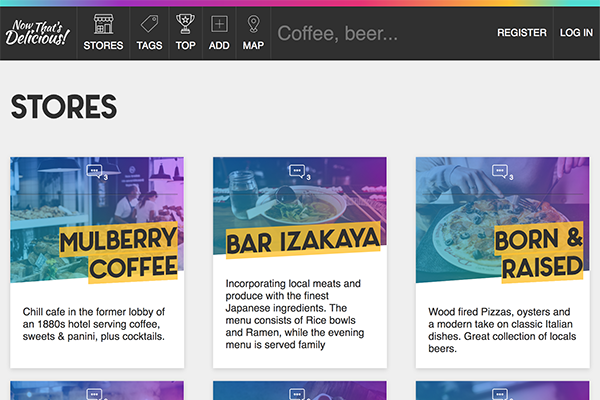 Now That's
Delicious!
STORES
TAGS
TOP
ADD
MAP
Coffee, beer...
REGISTER
LOG IN
STORES
3
MULBERRY
COFFEE
Chill cafe in the former lobby of
an 1880s hotel serving coffee,
sweets & panini, plus cocktails.
3
BAR IZAKAYA
Incorporating local meats and
produce with the finest
Japanese ingredients. The
menu consists of Rice bowls
and Ramen, while the evening
menu is served family
3
BORN &
RAISED
Wood fired Pizzas, oysters and
a modern take on classic Italian
dishes. Great collection of locals
beers.